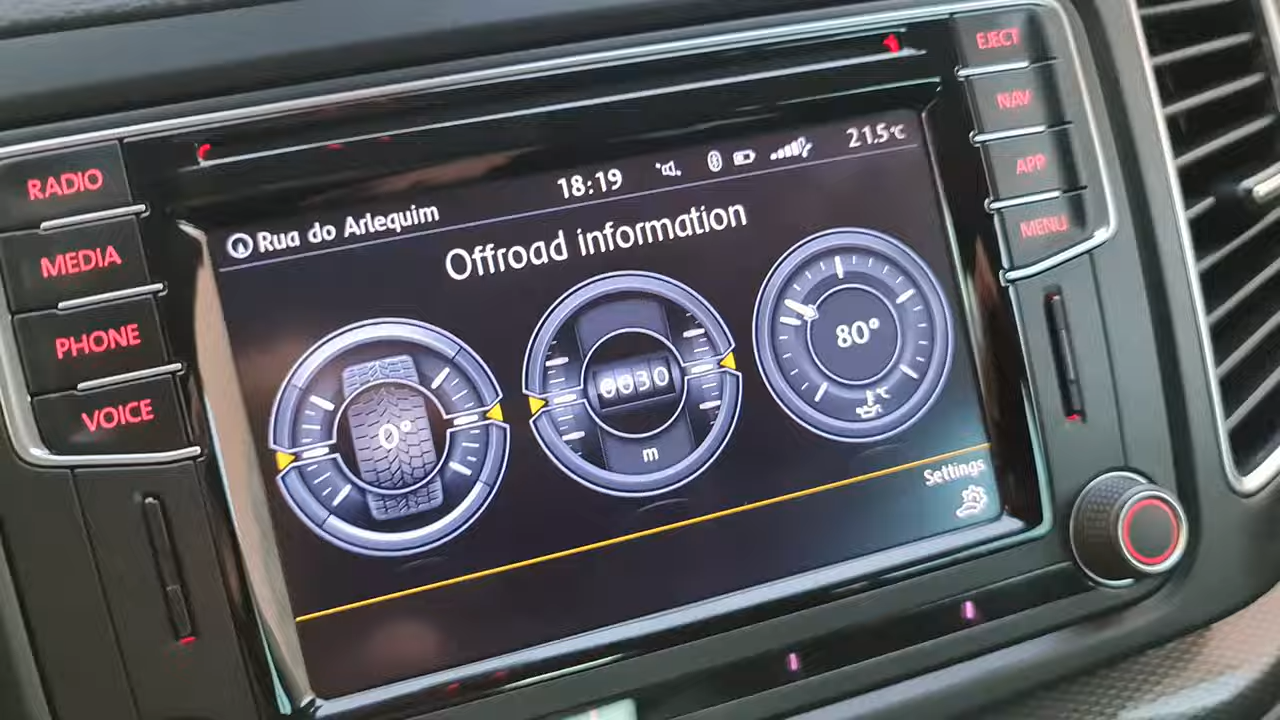 RADIO
MEDIA
PHONE
VOICE
EJECT
NAV
APP
MENU
18:19
21.5°C
Rua do Arlequim
Offroad information
0°
0030
m
80°
°C
Settings